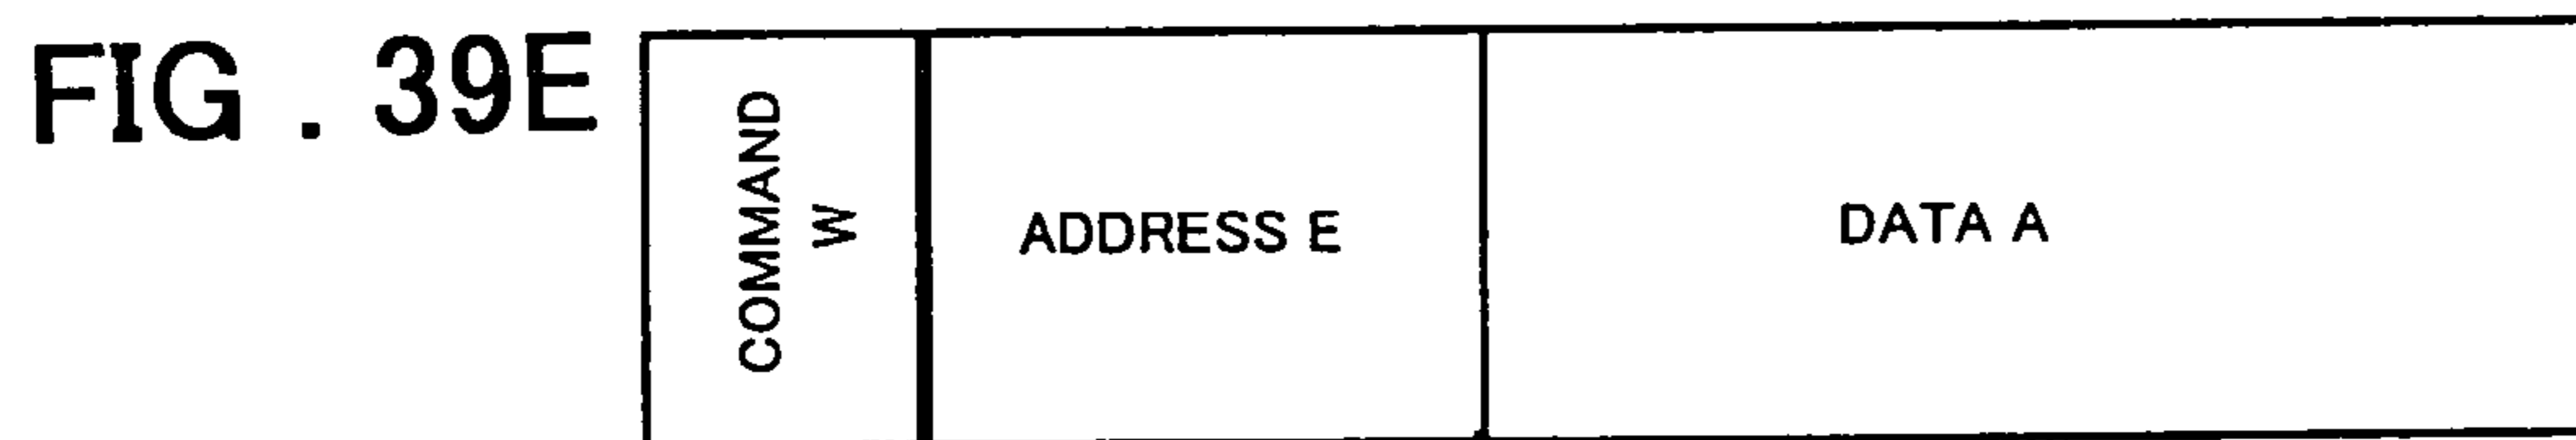 FIG . 39E
COMMAND
W
ADDRESS E
DATA A